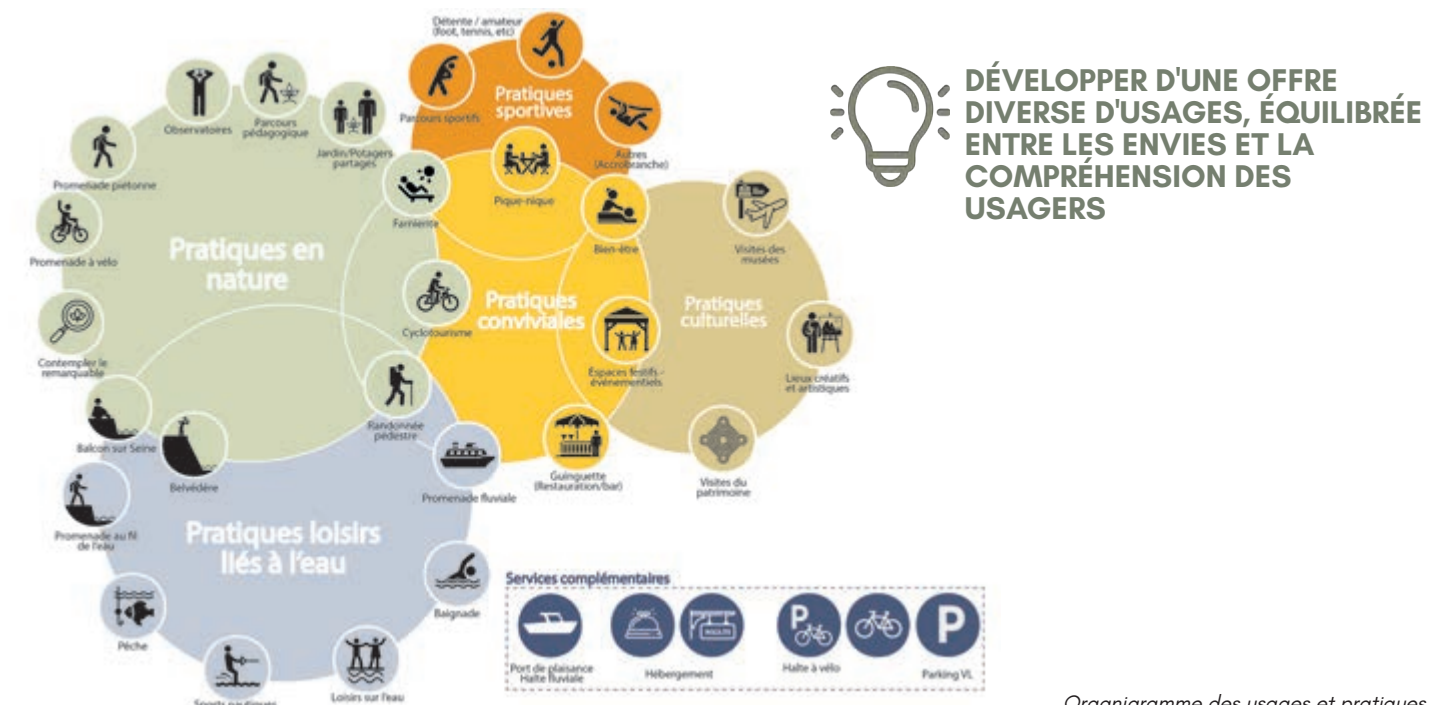 Détente / amateur
(foot, tennis, etc)
Pratiques
sportives
Parcours sportifs
Autres
(Accrobranche)
Observatoires
Parcours
pédagogique
Jardin/Potagers
partagés
Promenade piétonne
Promenade à vélo
Contempler le
remarquable
Pratiques en
nature
Farniente
Pique-nique
Bien-être
Cyclotourisme
Pratiques
conviviales
Espaces festifs -
événementiels
Pratiques
culturelles
Visites des
musées
Lieux créatifs
et artistiques
Visites du
patrimoine
Randonnée
pédestre
Guinguette
(Restauration/bar)
Balcon sur Seine
Belvédère
Promenade fluviale
Promenade au fil
de l'eau
Pratiques loisirs
liés à l'eau
Pêche
Sports nautiques
Loisirs sur l'eau
Baignade
Services complémentaires
Port de plaisance
Halte fluviale
INSOLITE
Hébergement
P
Halte à vélo
P
Parking VL
DÉVELOPPER D'UNE OFFRE
DIVERSE D'USAGES, ÉQUILIBRÉE
ENTRE LES ENVIES ET LA
COMPRÉHENSION DES
USAGERS
Organigramme des usages et pratiques